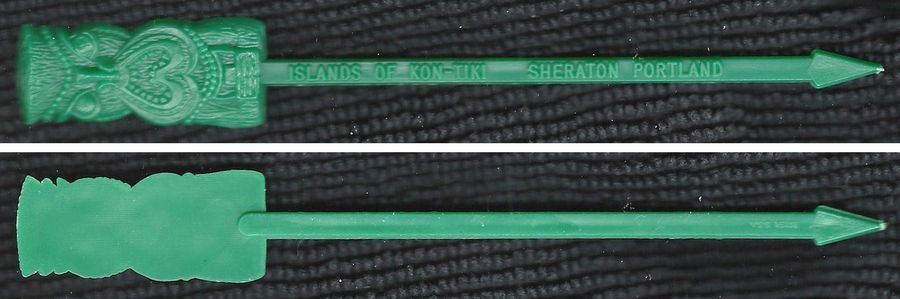 ISLANDS OF KON-TIKI SHERATON PORTLAND